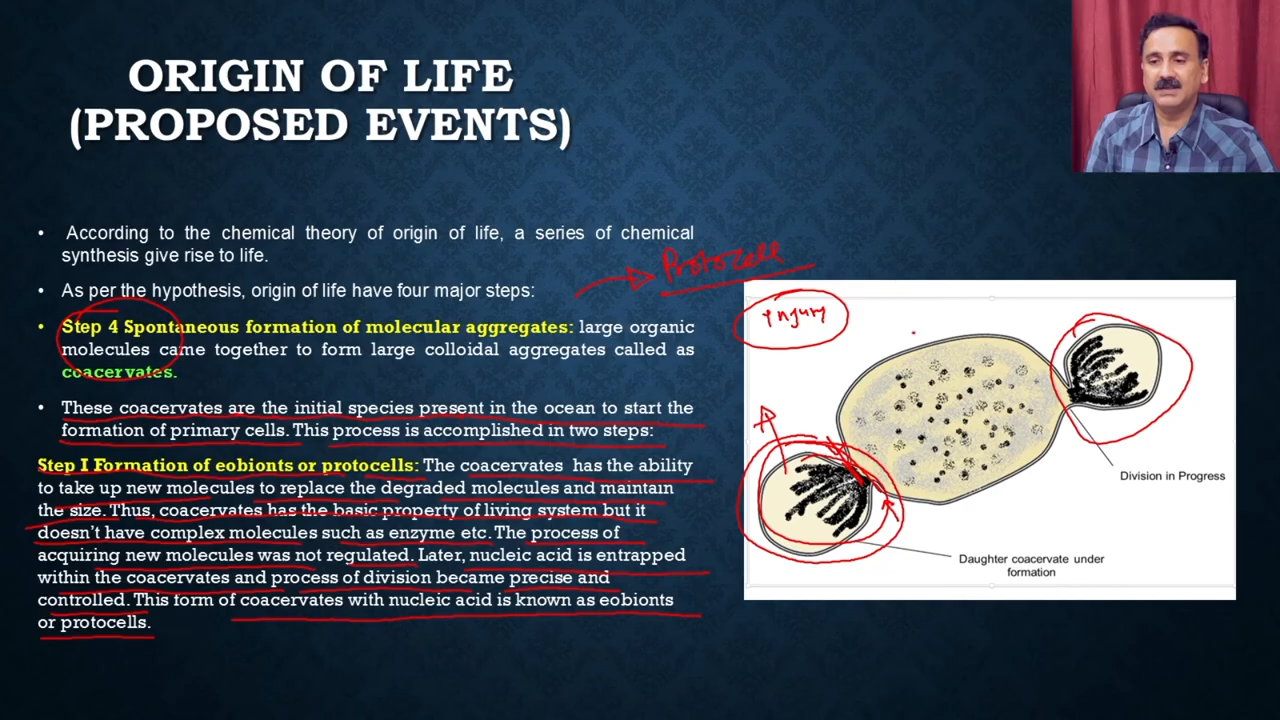 ORIGIN OF LIFE
(PROPOSED EVENTS)
• According to the chemical theory of origin of life, a series of chemical
synthesis give rise to life.
• As per the hypothesis, origin of life have four major steps:
• Step 4 Spontaneous formation of molecular aggregates: large organic
molecules came together to form large colloidal aggregates called as
coacervates.
• These coacervates are the initial species present in the ocean to start the
formation of primary cells. This process is accomplished in two steps:
Step I Formation of eobionts or protocells: The coacervates has the ability
to take up new molecules to replace the degraded molecules and maintain
the size. Thus, coacervates has the basic property of living system but it
doesn't have complex molecules such as enzyme etc. The process of
acquiring new molecules was not regulated. Later, nucleic acid is entrapped
within the coacervates and process of division became precise and
controlled. This form of coacervates with nucleic acid is known as eobionts
or protocells.
Protocell
Injury
Division in Progress
Daughter coacervate under
formation